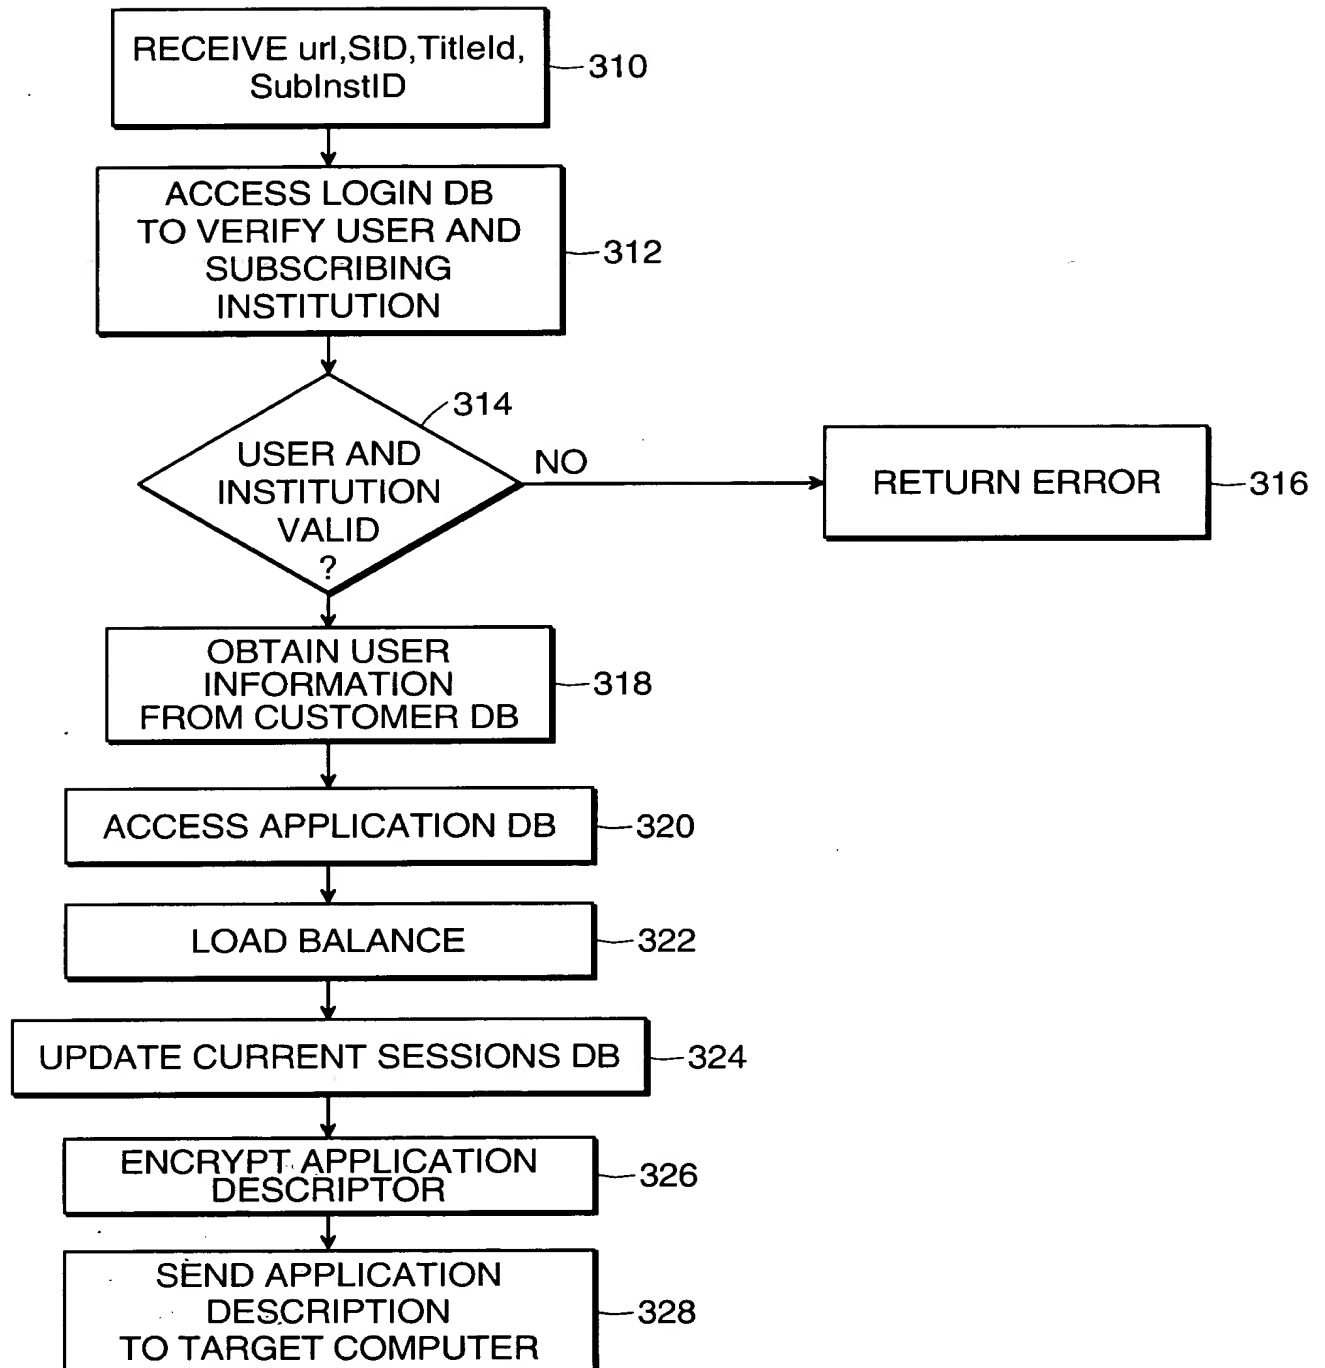 RECEIVE url,SID,TitleId,
SubInstID
310
ACCESS LOGIN DB
TO VERIFY USER AND
SUBSCRIBING
INSTITUTION
312
314
USER AND
INSTITUTION
VALID
?
NO
RETURN ERROR
316
OBTAIN USER
INFORMATION
FROM CUSTOMER DB
318
ACCESS APPLICATION DB
320
LOAD BALANCE
322
UPDATE CURRENT SESSIONS DB
324
ENCRYPT APPLICATION
DESCRIPTOR
326
SEND APPLICATION
DESCRIPTION
TO TARGET COMPUTER
328